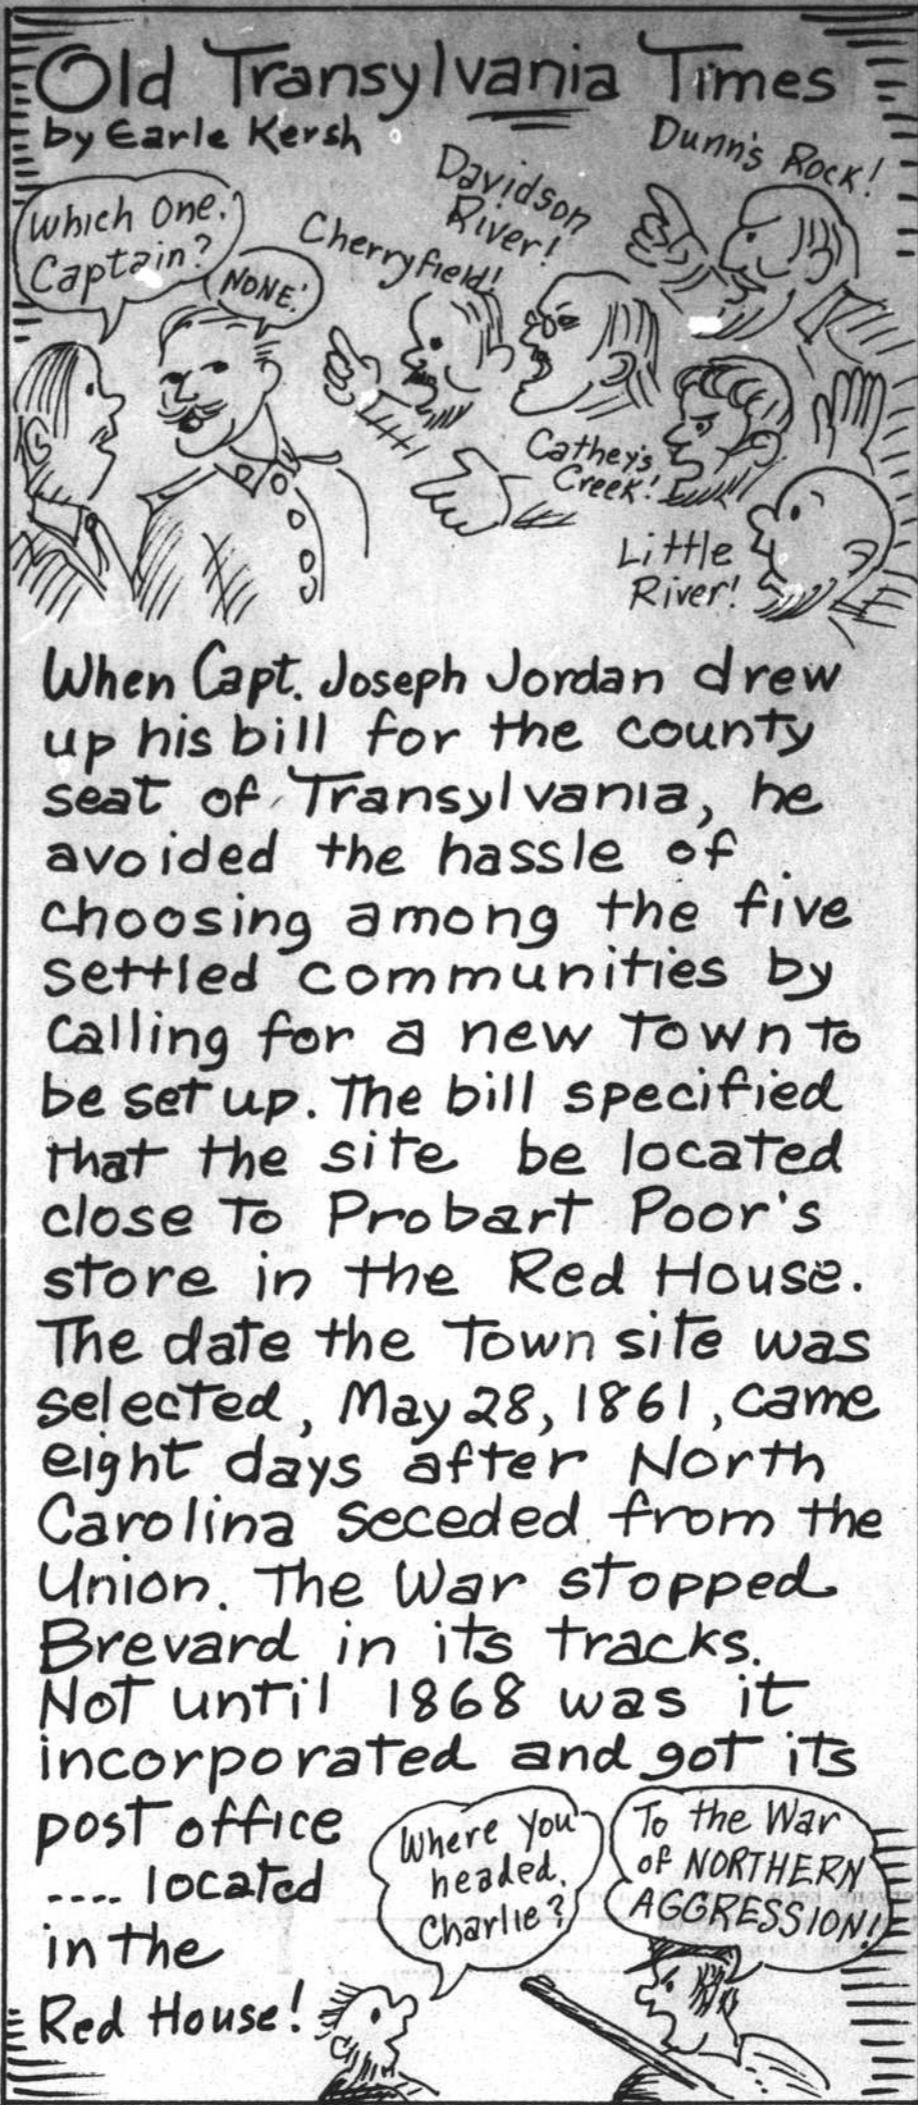 Old Transylvania Times
by Earle Kersh
Which One,
Captain?
NONE!
Cherryfield!
Davidson
River!
Dunn's Rock!
Cathey's
Creek!
Little
River!
When Capt. Joseph Jordan drew
up his bill for the county
seat of Transylvania, he
avoided the hassle of
choosing among the five
settled communities by
calling for a new town to
be set up. The bill specified
that the site be located
close to Probart Poor's
store in the Red House.
The date the town site was
selected, May 28, 1861, came
eight days after North
Carolina seceded from the
Union. The War stopped
Brevard in its tracks.
Not until 1868 was it
incorporated and got its
post office
.... located
in the
Red House!
Where you
headed,
Charlie?
To the War
of NORTHERN
AGGRESSION!